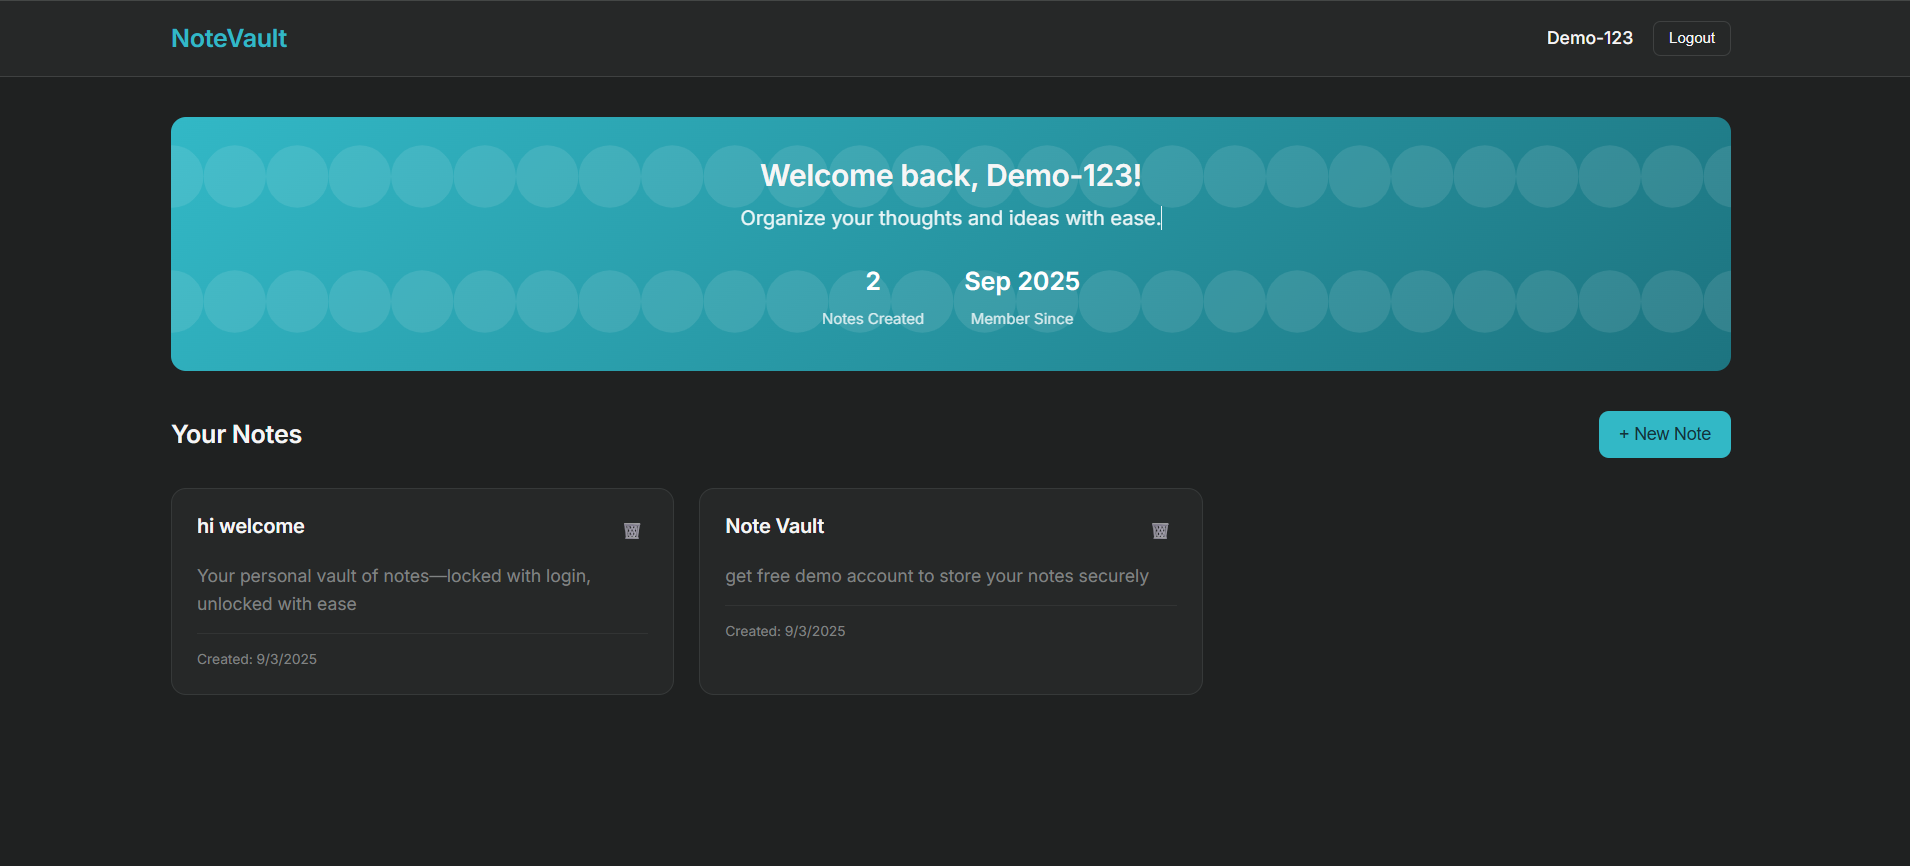 NoteVault
Demo-123
Logout
Welcome back, Demo-123!
Organize your thoughts and ideas with ease.
2
Sep 2025
Notes Created
Member Since
Your Notes
+ New Note
hi welcome
Your personal vault of notes—locked with login,
unlocked with ease
Created: 9/3/2025
Note Vault
get free demo account to store your notes securely
Created: 9/3/2025